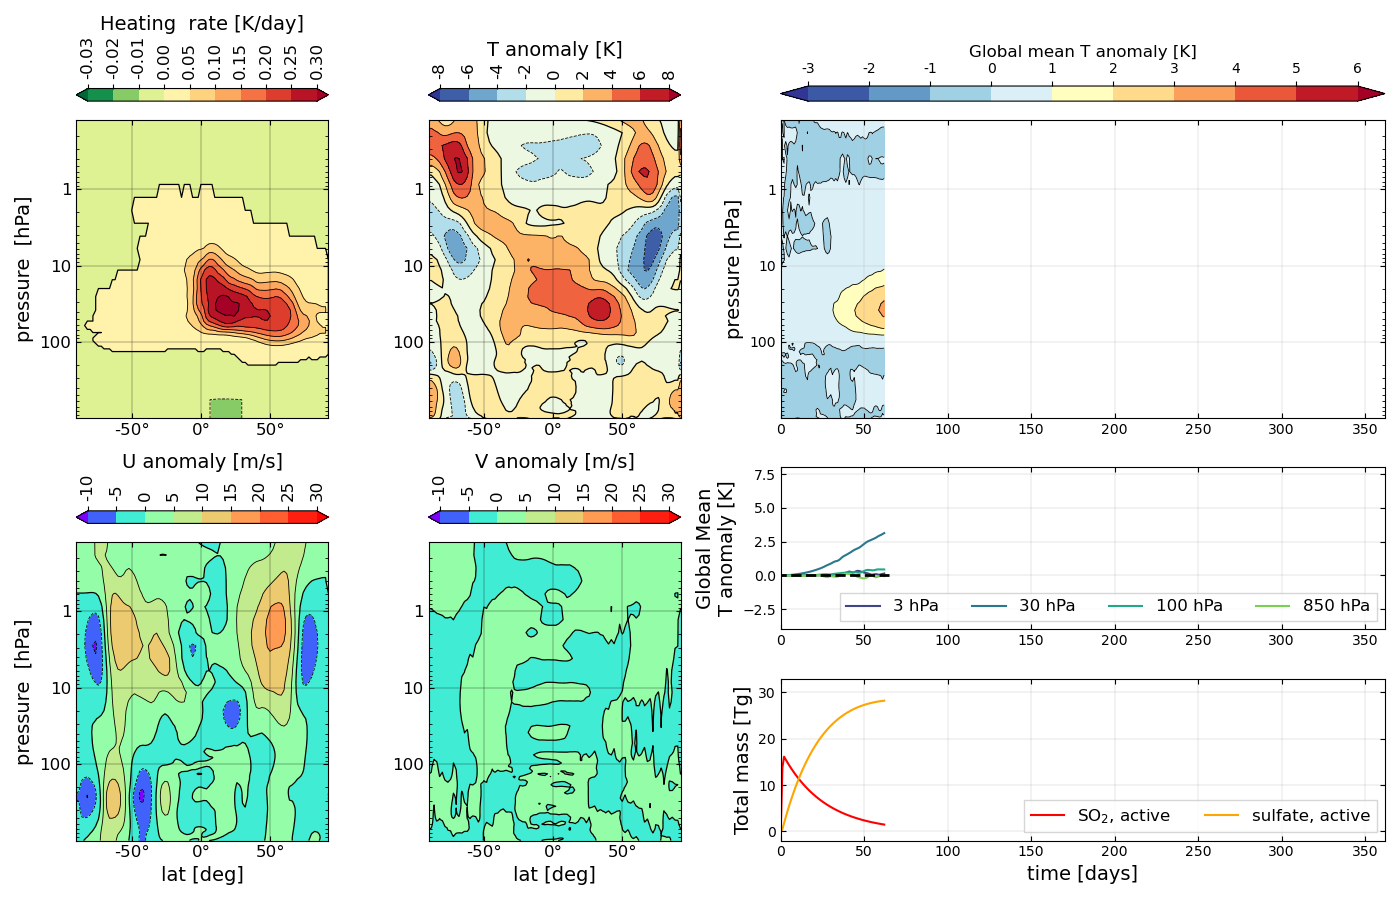 Heating  rate [K/day]
-0.03 -0.02 -0.01 0.00 0.05 0.10 0.15 0.20 0.25 0.30
T anomaly [K]
-8 -6 -4 -2 0 2 4 6 8
Global mean T anomaly [K]
-3 -2 -1 0 1 2 3 4 5 6
pressure  [hPa]
1
10
100
-50° 0° 50°
1
10
100
-50° 0° 50°
pressure  [hPa]
1
10
100
0 50 100 150 200 250 300 350
U anomaly [m/s]
-10 -5 0 5 10 15 20 25 30
V anomaly [m/s]
-10 -5 0 5 10 15 20 25 30
pressure  [hPa]
1
10
100
-50° 0° 50°
lat [deg]
1
10
100
-50° 0° 50°
lat [deg]
Global Mean
T anomaly [K]
7.5
5.0
2.5
0.0
−2.5
3 hPa 30 hPa 100 hPa 850 hPa
Total mass [Tg]
30
20
10
0
SO₂, active sulfate, active
0 50 100 150 200 250 300 350
time [days]